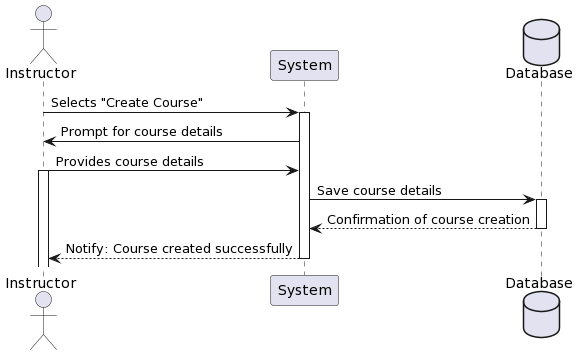 Instructor
System
Database
Selects "Create Course"
Prompt for course details
Provides course details
Save course details
Confirmation of course creation
Notify: Course created successfully
Instructor
System
Database